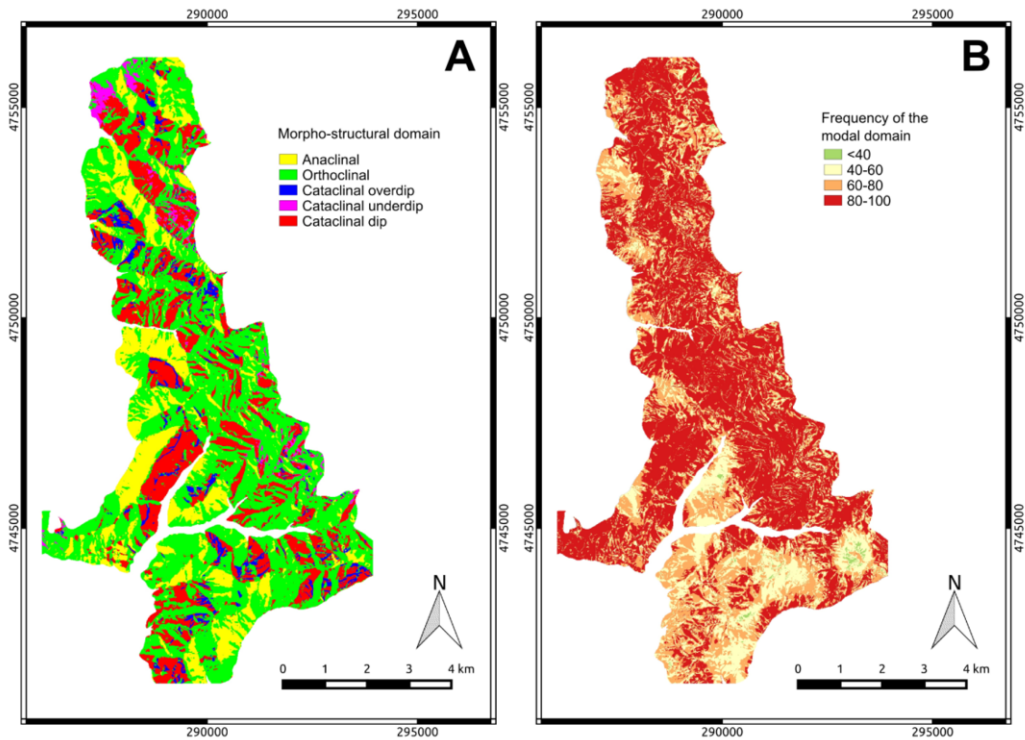 290000 295000
290000 295000
A
B
4755000
4755000
4755000
4755000
Morpho-structural domain
Anaclinal
Orthoclinal
Cataclinal overdip
Cataclinal underdip
Cataclinal dip
Frequency of the
modal domain
<40
40-60
60-80
80-100
4750000
4750000
4750000
4750000
4745000
4745000
4745000
4745000
N
N
0 1 2 3 4 km
0 1 2 3 4 km
290000 295000
290000 295000